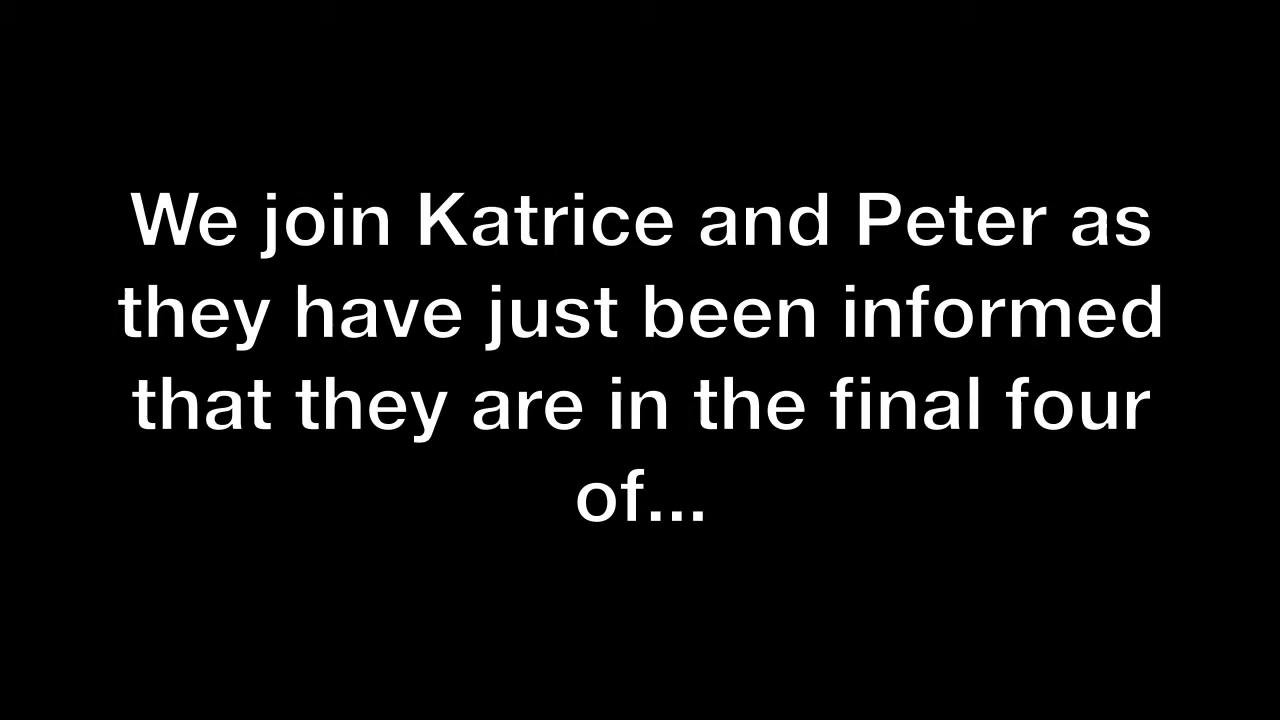 We join Katrice and Peter as
they have just been informed
that they are in the final four
of...